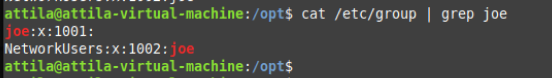 attila@attila-virtual-machine:/opt$ cat /etc/group | grep joe
joe:x:1001:
NetworkUsers:x:1002:joe
attila@attila-virtual-machine:/opt$